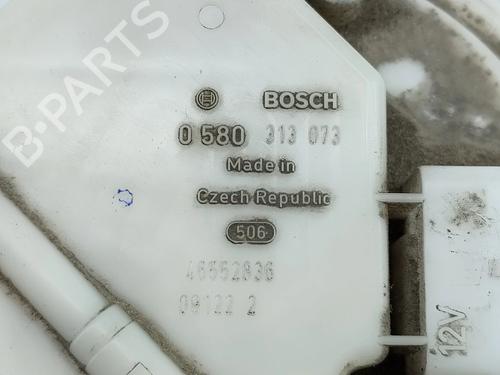 B-PARTS
BOSCH
0 580 313 073
Made in
Czech Republic
506
46552836
09122 2
12V